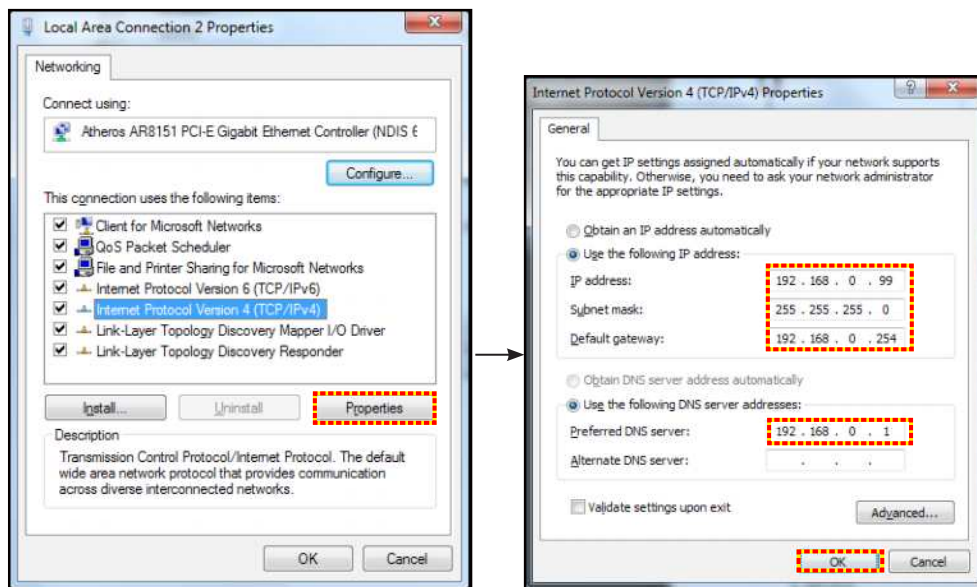 Local Area Connection 2 Properties
Networking
Connect using:
Atheros AR8151 PCI-E Gigabit Ethernet Controller (NDIS 6
Configure...
This connection uses the following items:
Client for Microsoft Networks
QoS Packet Scheduler
File and Printer Sharing for Microsoft Networks
Internet Protocol Version 6 (TCP/IPv6)
Internet Protocol Version 4 (TCP/IPv4)
Link-Layer Topology Discovery Mapper I/O Driver
Link-Layer Topology Discovery Responder
Install...
Uninstall
Properties
Description
Transmission Control Protocol/Internet Protocol. The default
wide area network protocol that provides communication
across diverse interconnected networks.
OK
Cancel
Internet Protocol Version 4 (TCP/IPv4) Properties
General
You can get IP settings assigned automatically if your network supports
this capability. Otherwise, you need to ask your network administrator
for the appropriate IP settings.
Obtain an IP address automatically
Use the following IP address:
IP address: 192 . 168 . 0 . 99
Subnet mask: 255 . 255 . 255 . 0
Default gateway: 192 . 168 . 0 . 254
Obtain DNS server address automatically
Use the following DNS server addresses:
Preferred DNS server: 192 . 168 . 0 . 1
Alternate DNS server: . . .
Validate settings upon exit
Advanced...
OK
Cancel